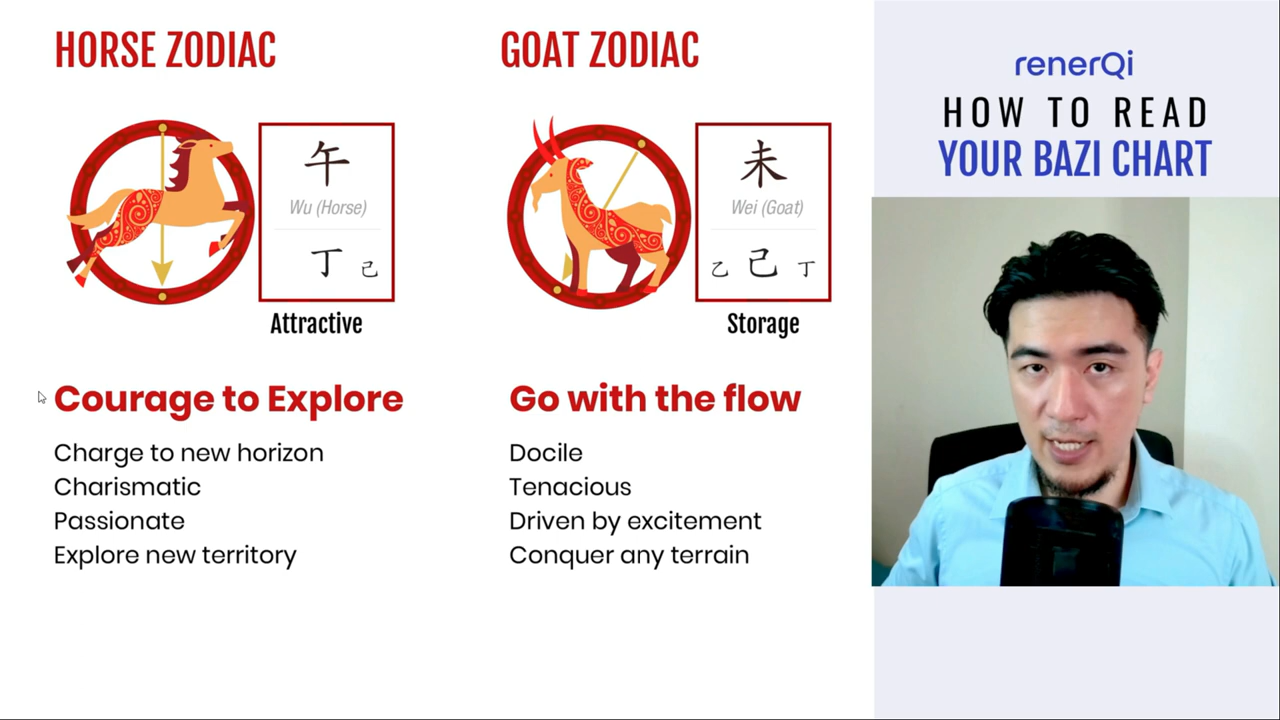 HORSE ZODIAC
午
Wu (Horse)
丁 己
Attractive
Courage to Explore
Charge to new horizon
Charismatic
Passionate
Explore new territory
GOAT ZODIAC
未
Wei (Goat)
乙 己 丁
Storage
Go with the flow
Docile
Tenacious
Driven by excitement
Conquer any terrain
renerQi
HOW TO READ
YOUR BAZI CHART